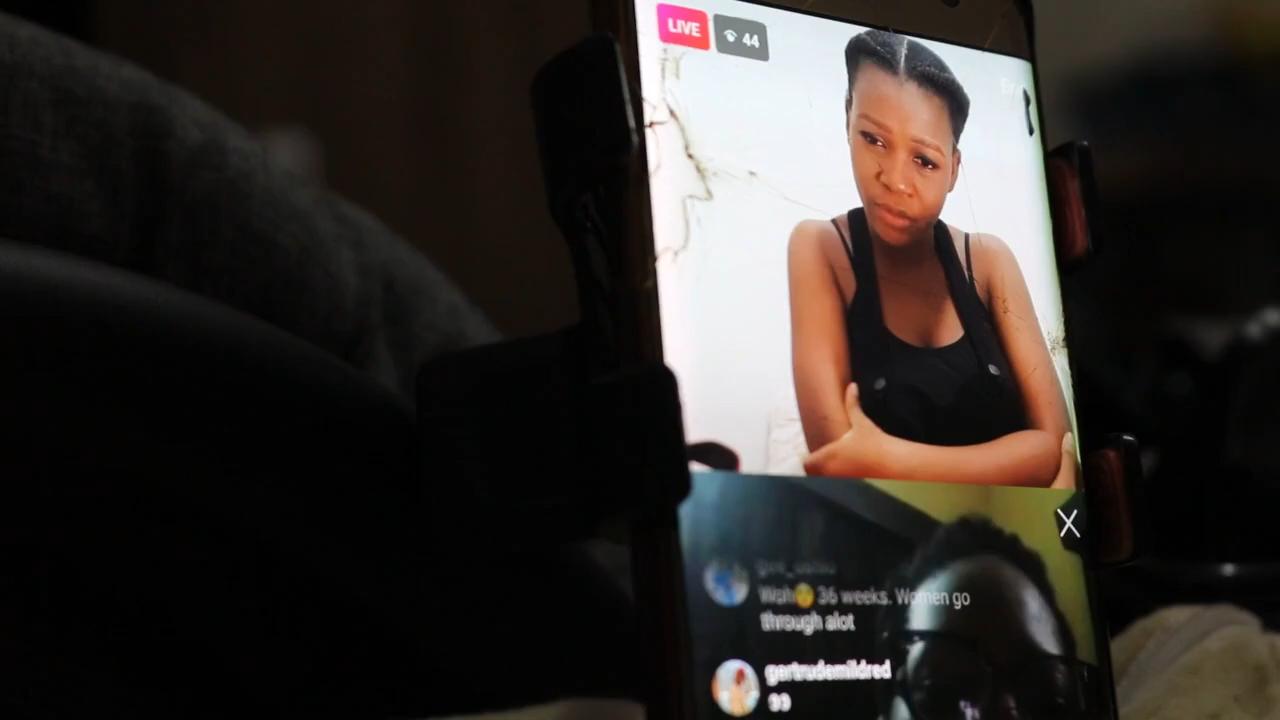 LIVE 44
Wah😢 36 weeks. Women go
through alot
gertrudemildred